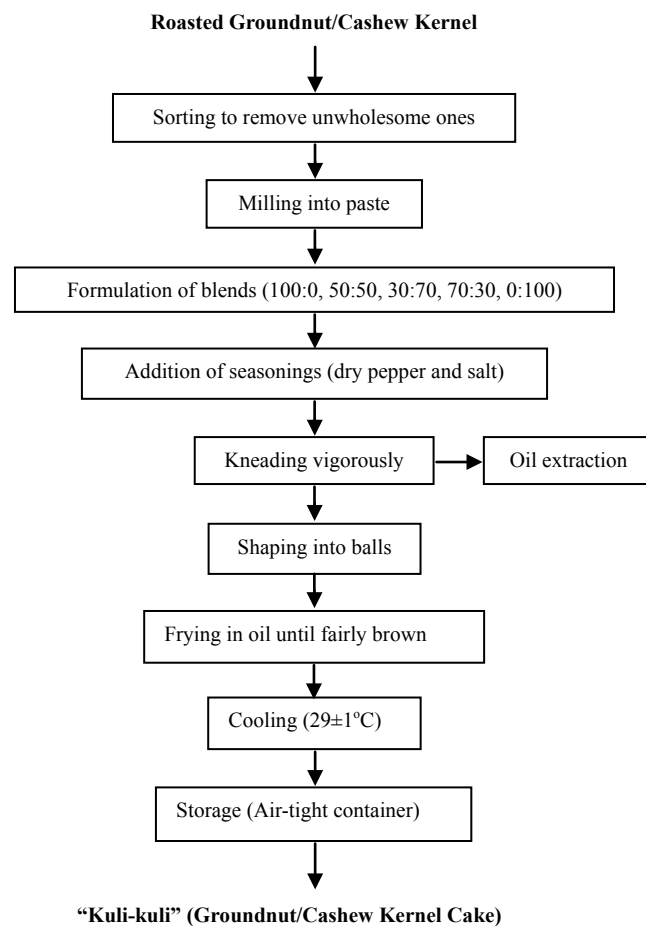 Roasted Groundnut/Cashew Kernel
Sorting to remove unwholesome ones
Milling into paste
Formulation of blends (100:0, 50:50, 30:70, 70:30, 0:100)
Addition of seasonings (dry pepper and salt)
Kneading vigorously
Oil extraction
Shaping into balls
Frying in oil until fairly brown
Cooling (29±1°C)
Storage (Air-tight container)
“Kuli-kuli” (Groundnut/Cashew Kernel Cake)